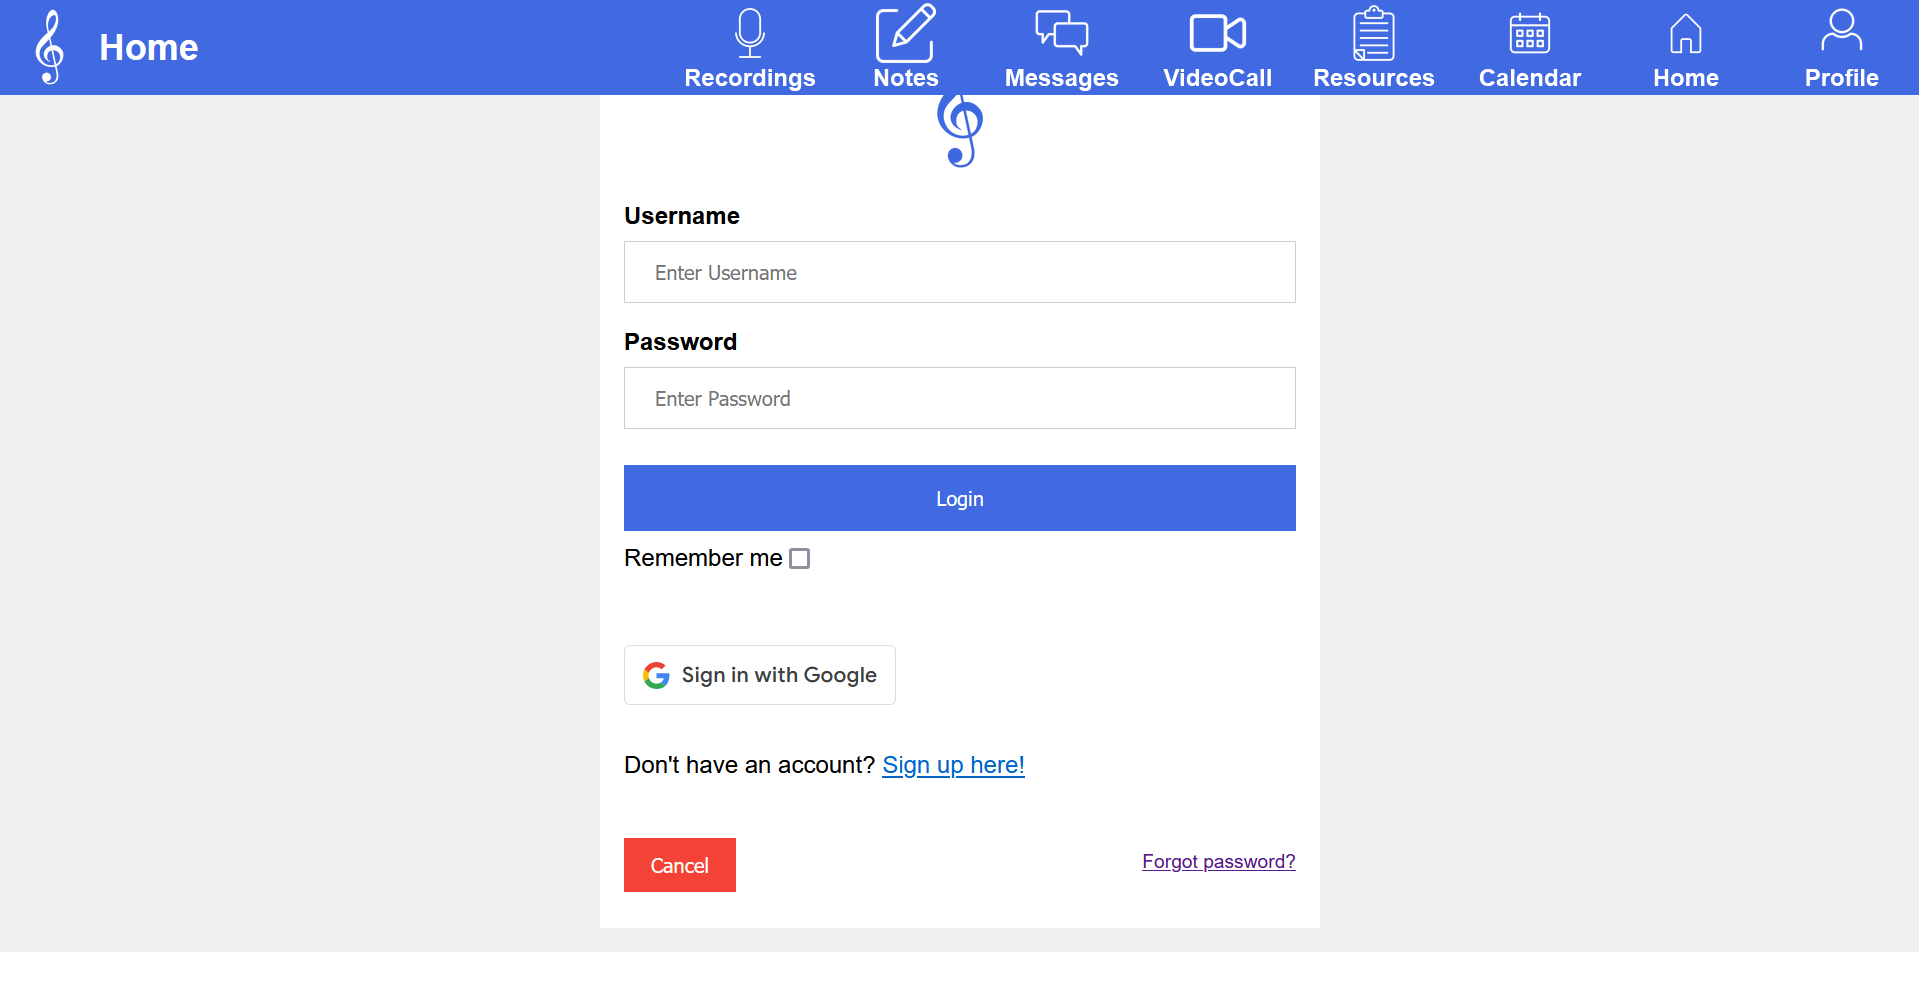 Home
Recordings Notes Messages VideoCall Resources Calendar Home Profile
Username
Enter Username
Password
Enter Password
Login
Remember me
Sign in with Google
Don't have an account? Sign up here!
Cancel Forgot password?